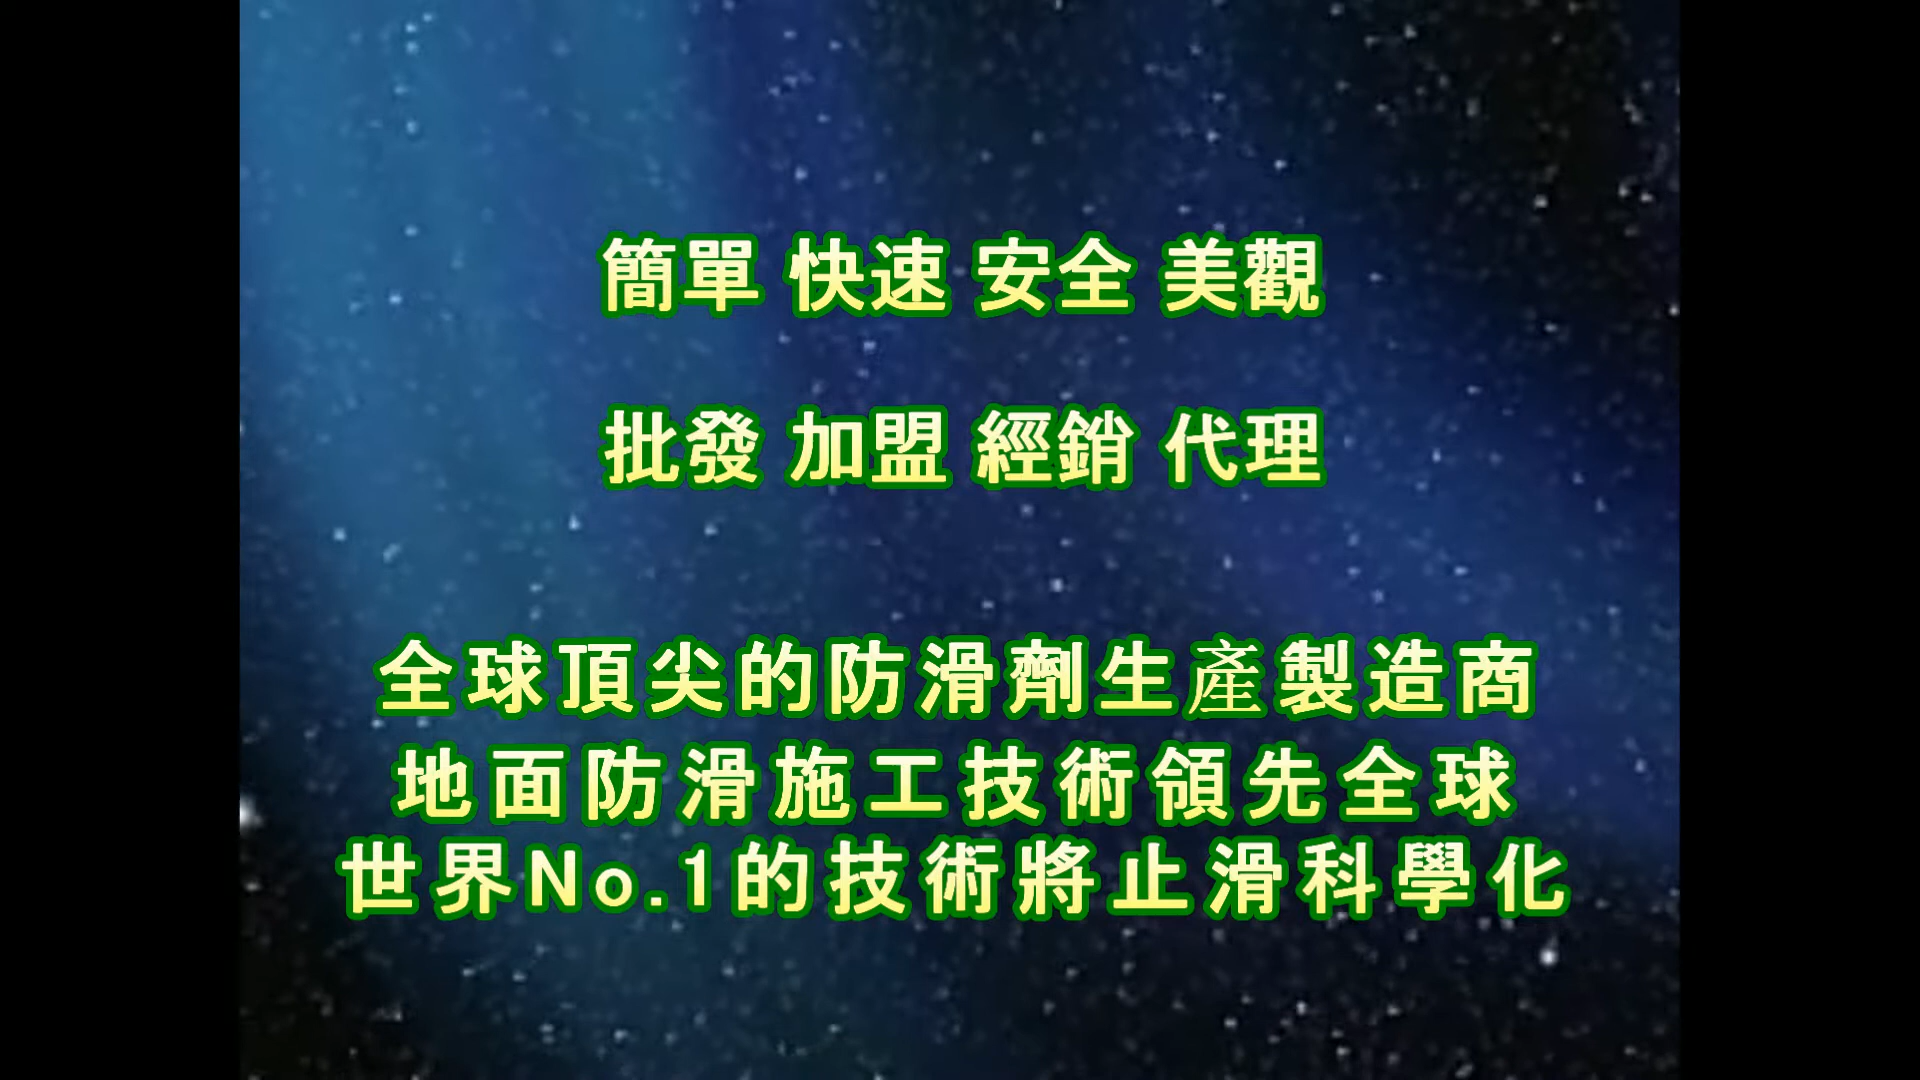 簡單 快速 安全 美觀
批發 加盟 經銷 代理
全球頂尖的防滑劑生產製造商
地面防滑施工技術領先全球
世界No.1的技術將止滑科學化